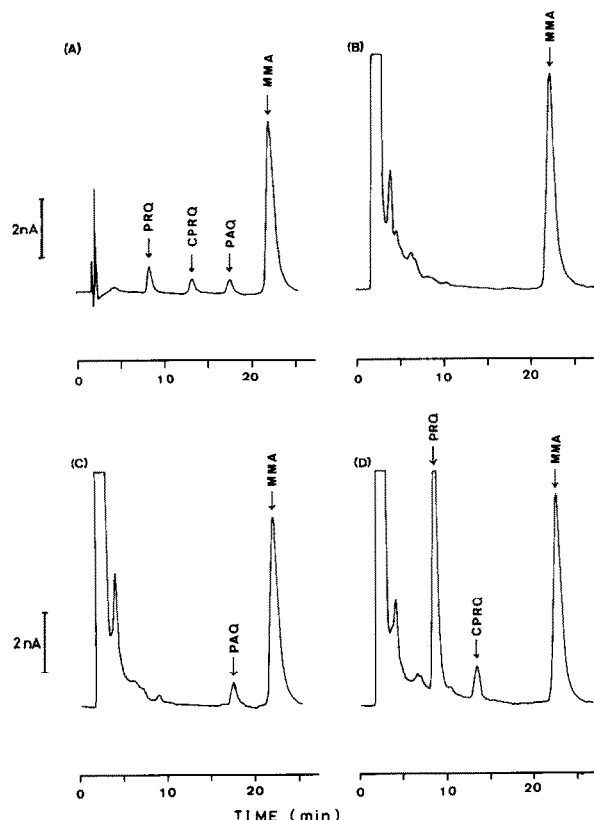 (A)
MMA
PRQ
CPRQ
PAQ
2nA
0 10 20
(B)
MMA
0 10 20
(C)
MMA
PAQ
2nA
0 10 20
(D)
PRQ
MMA
CPRQ
0 10 20
TIME (min)